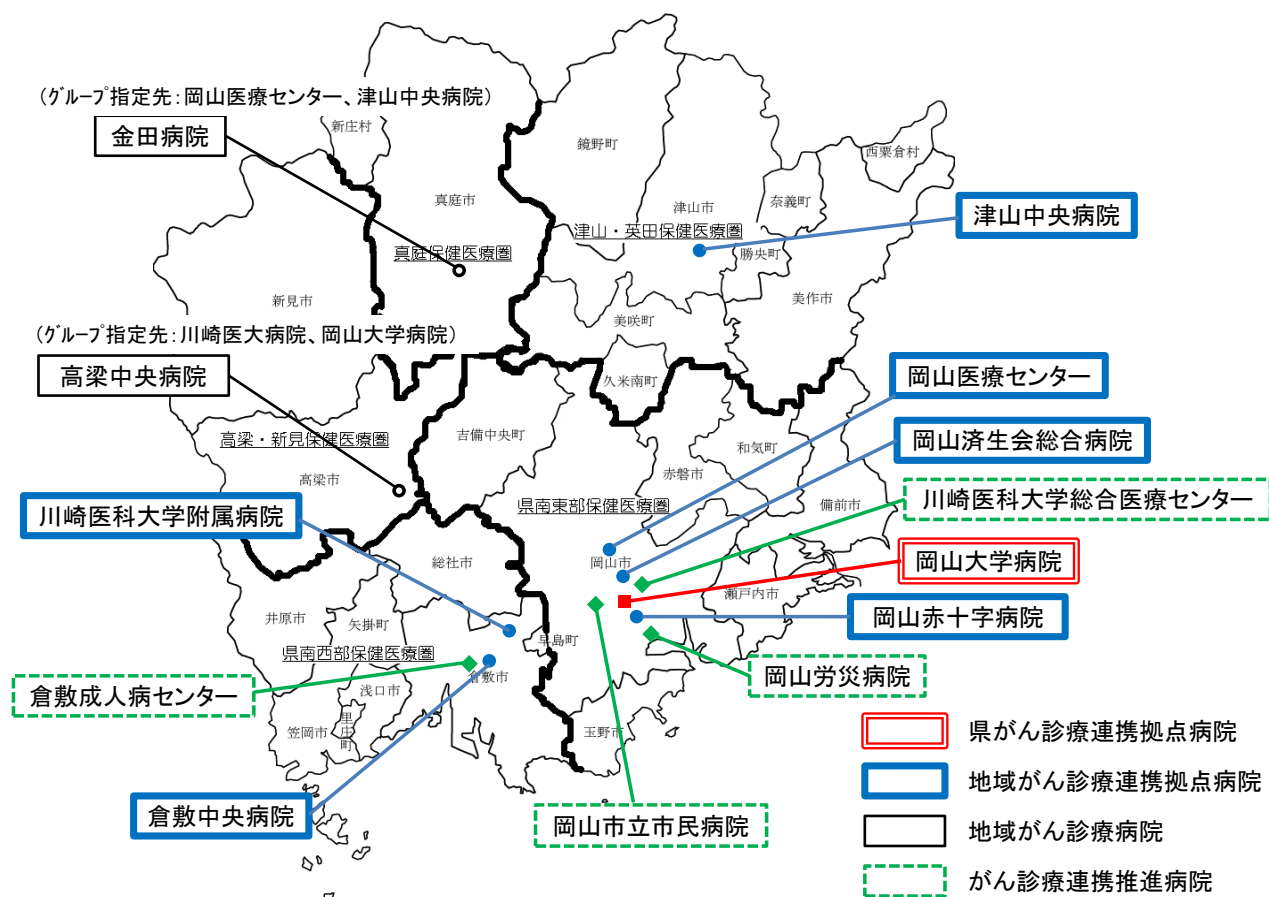 (グループ指定先:岡山医療センター、津山中央病院)
金田病院
新庄村
鏡野町
西粟倉村
真庭市
津山市
奈義町
津山中央病院
津山・英田保健医療圏
勝央町
真庭保健医療圏
新見市
美作市
美咲町
(グループ指定先:川崎医大病院、岡山大学病院)
高梁中央病院
久米南町
岡山医療センター
吉備中央町
和気町
岡山済生会総合病院
高梁・新見保健医療圏
高梁市
赤磐市
川崎医科大学総合医療センター
県南東部保健医療圏
備前市
川崎医科大学附属病院
総社市
岡山市
岡山大学病院
瀬戸内市
井原市
矢掛町
早島町
岡山赤十字病院
県南西部保健医療圏
倉敷市
岡山労災病院
倉敷成人病センター
浅口市
里庄町
笠岡市
玉野市
倉敷中央病院
岡山市立市民病院
県がん診療連携拠点病院
地域がん診療連携拠点病院
地域がん診療病院
がん診療連携推進病院